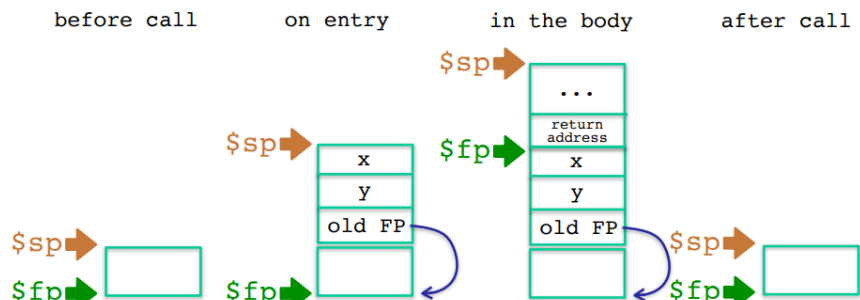 before call
on entry
in the body
after call
$sp
$fp
$sp
x
y
old FP
$fp
$sp
...
return
address
$fp
x
y
old FP
$sp
$fp